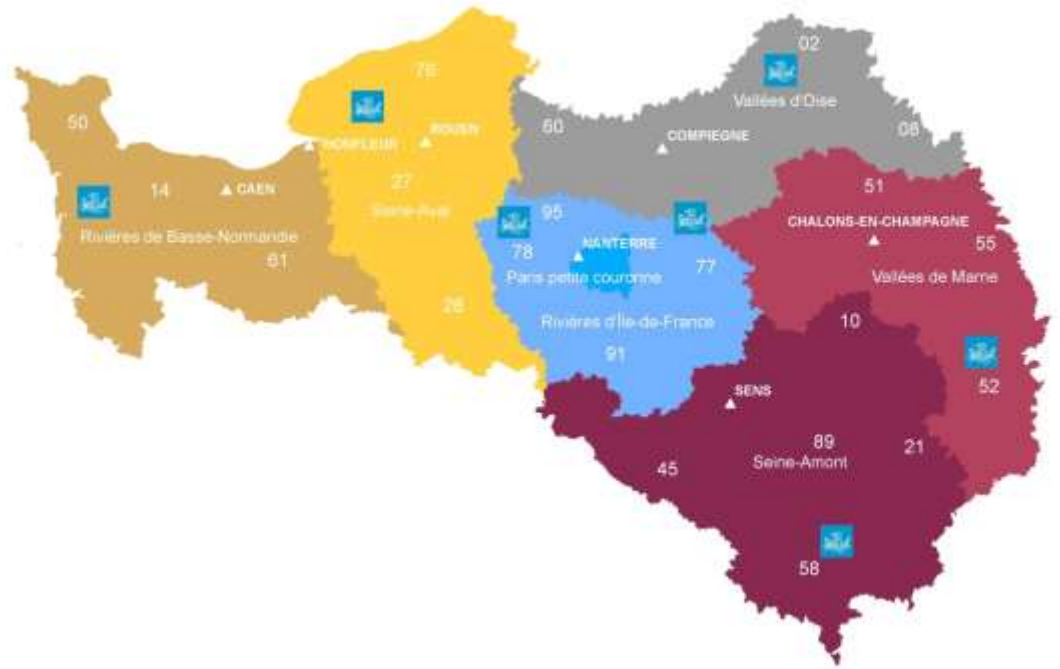 02
76
Vallées d'Oise
50
60
08
ROUEN
HONFLEUR
COMPIEGNE
14
CAEN
27
51
Seine-Aval
95
CHALONS-EN-CHAMPAGNE
Rivières de Basse-Normandie
78
NANTERRE
55
61
77
Paris petite couronne
Vallées de Marne
28
Rivières d'Île-de-France
10
91
52
SENS
89
21
45
Seine-Amont
58